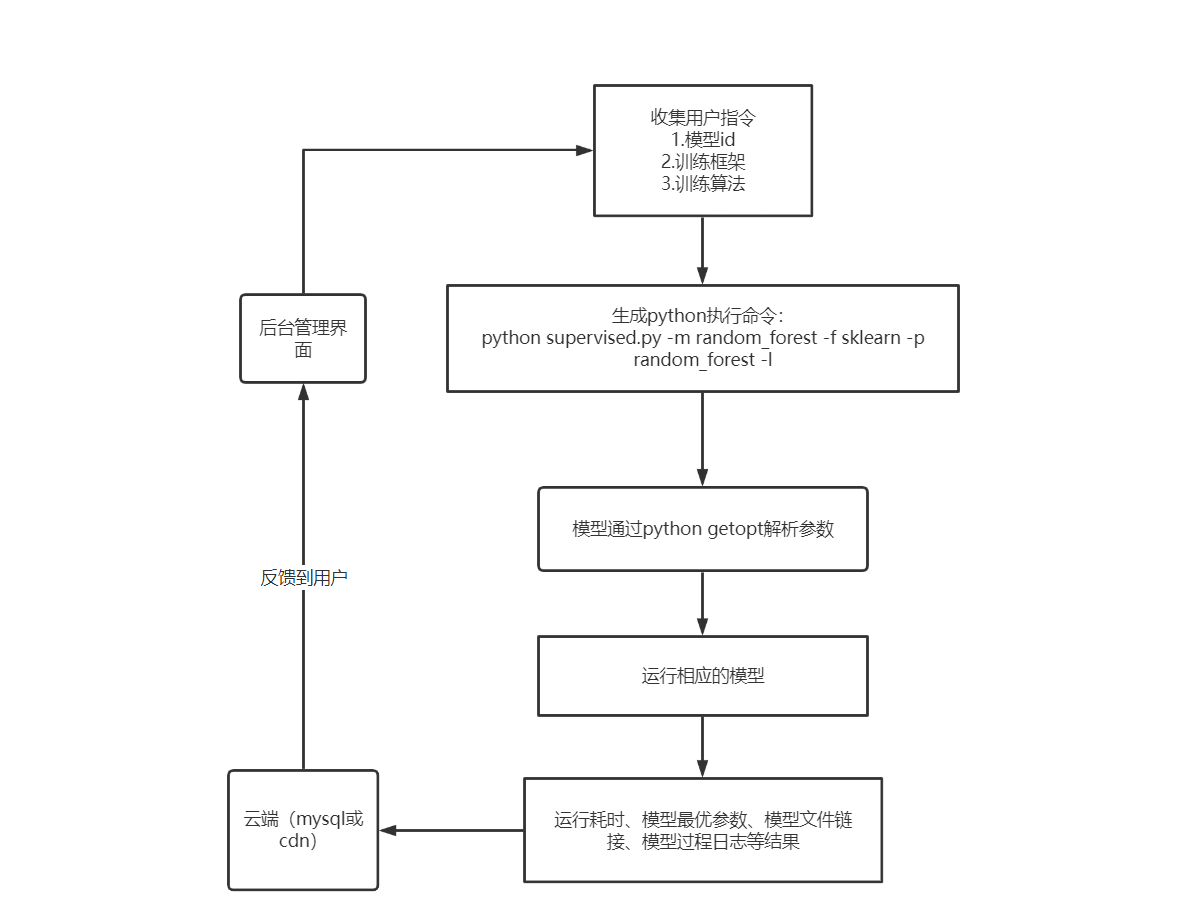 收集用户指令
1.模型id
2.训练框架
3.训练算法
生成python执行命令：
python supervised.py -m random_forest -f sklearn -p
random_forest -l
后台管理界
面
模型通过python getopt解析参数
反馈到用户
运行相应的模型
云端（mysql或
cdn）
运行耗时、模型最优参数、模型文件链
接、模型过程日志等结果